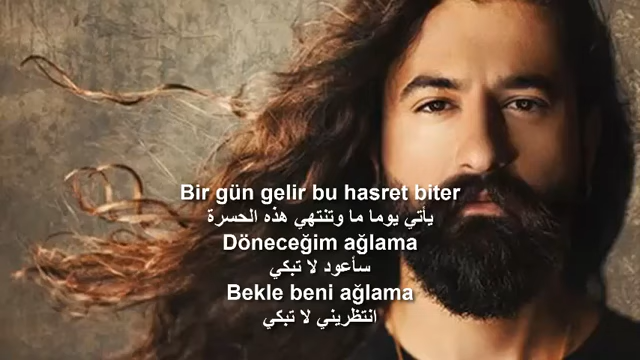 Bir gün gelir bu hasret biter
يأتي يوما ما وتنتهي هذه الحسرة
Döneceğim ağlama
سأعود لا تبكي
Bekle beni ağlama
انتظريني لا تبكي